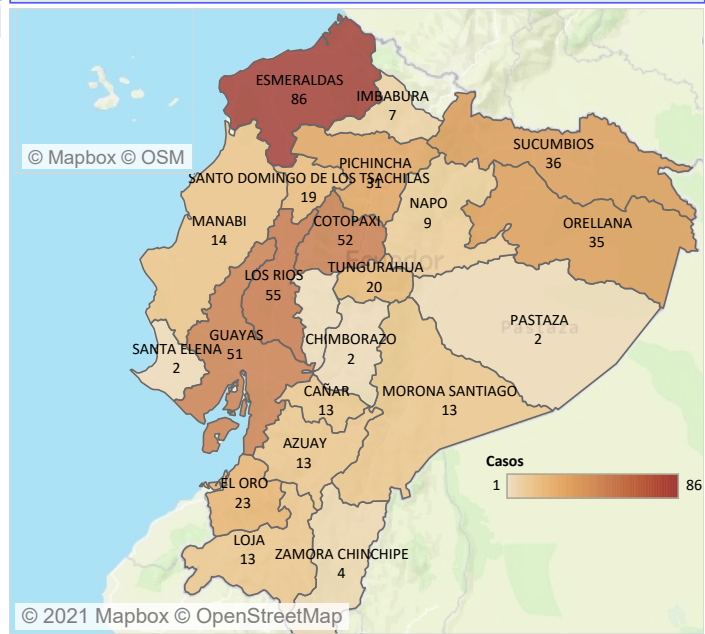 ESMERALDAS
86
IMBABURA
7
© Mapbox © OSM
SUCUMBIOS
36
PICHINCHA
31
SANTO DOMINGO DE LOS TSACHILAS
19
NAPO
9
MANABI
14
COTOPAXI
52
ORELLANA
35
Ecuador
TUNGURAHUA
20
LOS RIOS
55
PASTAZA
Pastaza
2
GUAYAS
51
CHIMBORAZO
2
SANTA ELENA
2
CAÑAR
13
MORONA SANTIAGO
13
AZUAY
13
Casos
1 86
EL ORO
23
LOJA
13
ZAMORA CHINCHIPE
4
© 2021 Mapbox © OpenStreetMap